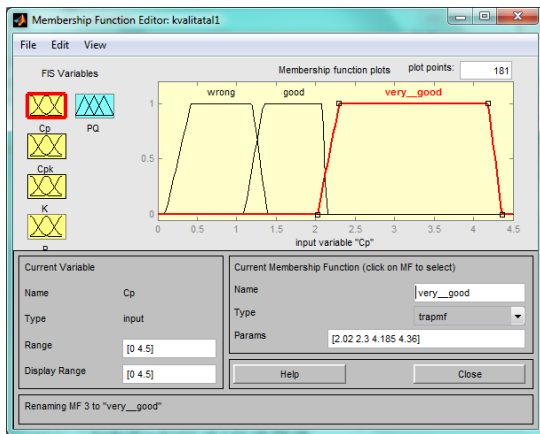 Membership Function Editor: kvalitatal1
File Edit View
FIS Variables
Membership function plots plot points: 181
wrong good very__good
Cp PQ
Cpk
K
1
0.5
0
0 0.5 1 1.5 2 2.5 3 3.5 4 4.5
input variable "Cp"
Current Variable
Name Cp
Type input
Range [0 4.5]
Display Range [0 4.5]
Current Membership Function (click on MF to select)
Name very__good
Type trapmf
Params [2.02 2.3 4.185 4.36]
Help Close
Renaming MF 3 to "very__good"